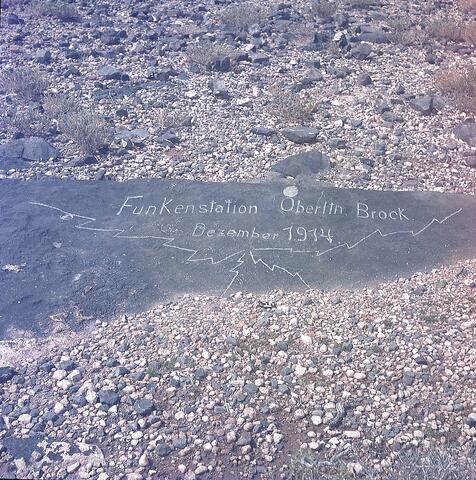 Funkenstation Oberltn. Brock.
Dezember 1914